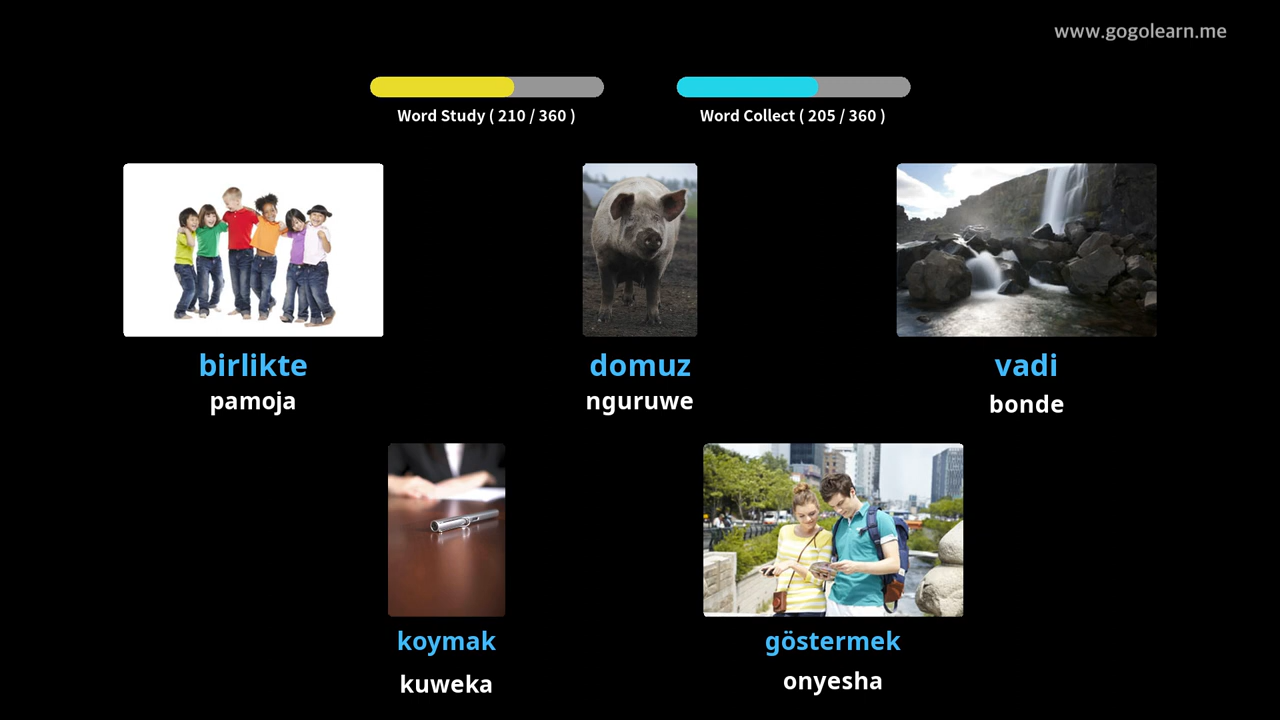 www.gogolearn.me
Word Study ( 210 / 360 )
Word Collect ( 205 / 360 )
birlikte
pamoja
domuz
nguruwe
vadi
bonde
koymak
kuweka
göstermek
onyesha